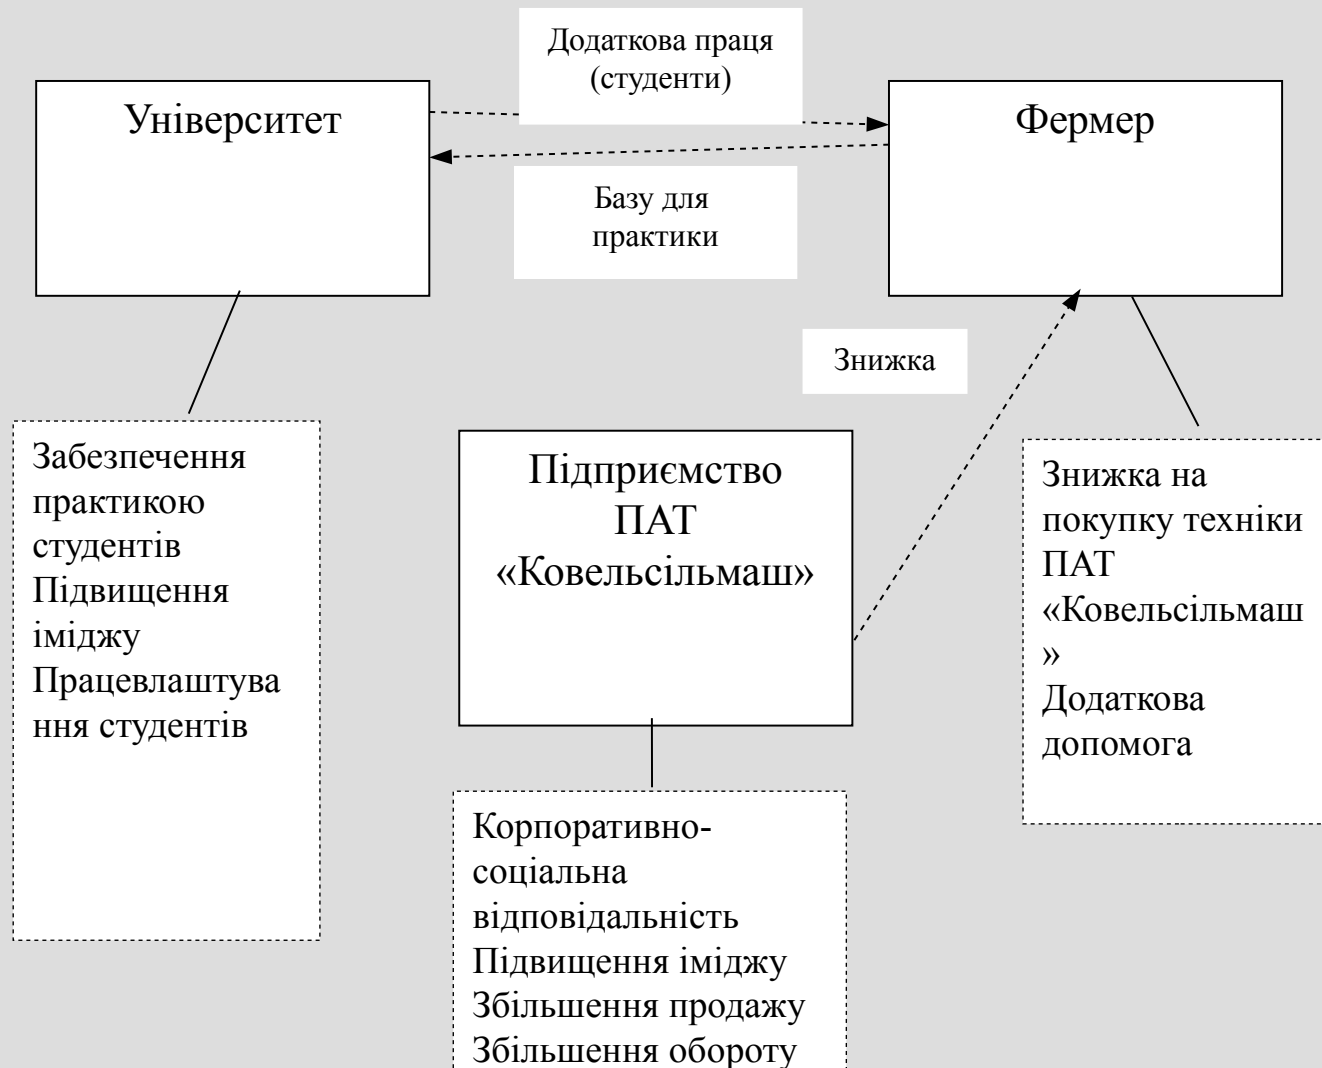 Додаткова праця
(студенти)
Університет
Фермер
Базу для
практики
Знижка
Забезпечення
практикою
студентів
Підвищення
іміджу
Працевлаштува
ння студентів
Підприємство
ПАТ
«Ковельсільмаш»
Знижка на
покупку техніки
ПАТ
«Ковельсільмаш
»
Додаткова
допомога
Корпоративно-
соціальна
відповідальність
Підвищення іміджу
Збільшення продажу
Збільшення обороту